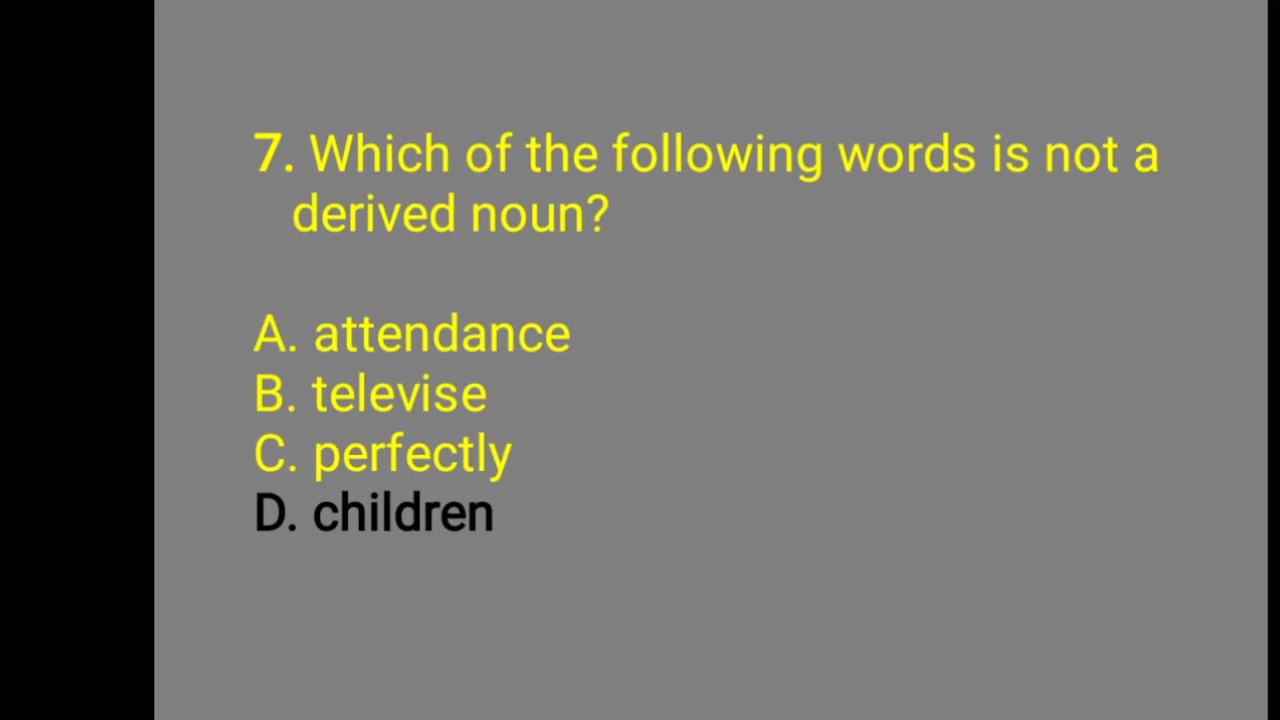 7. Which of the following words is not a
derived noun?
A. attendance
B. televise
C. perfectly
D. children